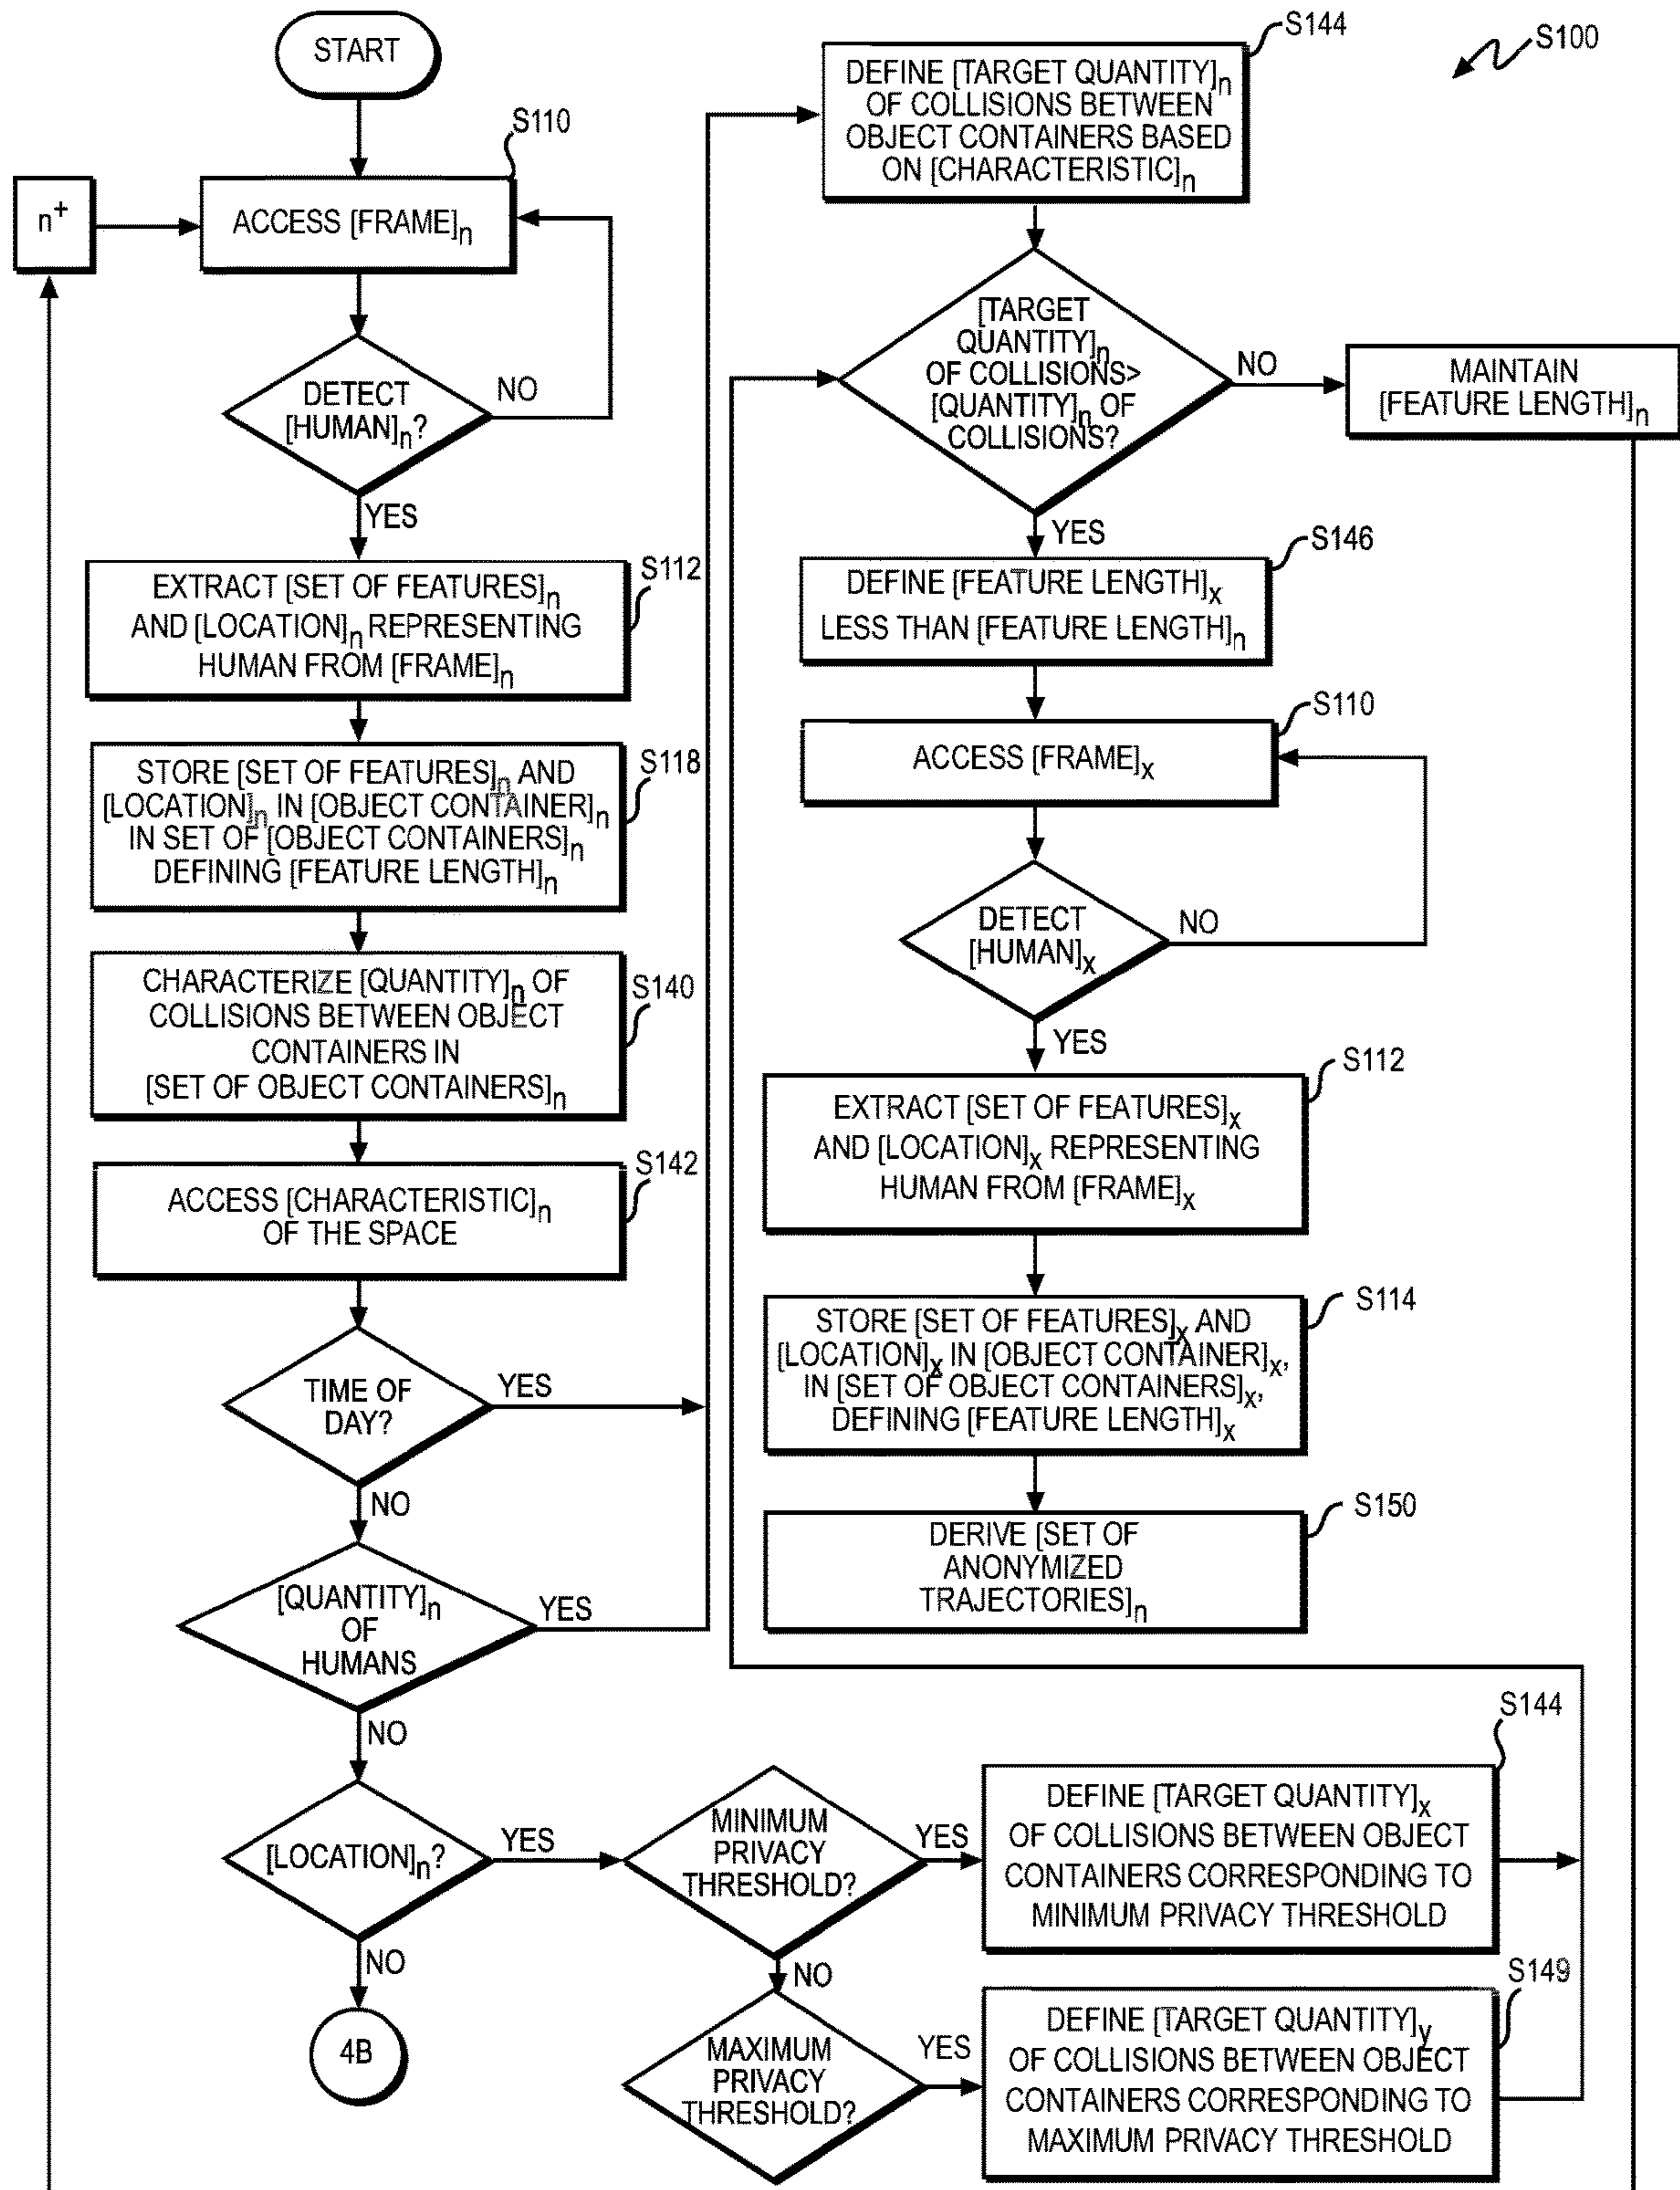 START
S110
n+
ACCESS [FRAME]n
DETECT
[HUMAN]n?
NO
YES
S112
EXTRACT [SET OF FEATURES]n
AND [LOCATION]n REPRESENTING
HUMAN FROM [FRAME]n
S118
STORE [SET OF FEATURES]n AND
[LOCATION]n IN [OBJECT CONTAINER]n
IN SET OF [OBJECT CONTAINERS]n
DEFINING [FEATURE LENGTH]n
S140
CHARACTERIZE [QUANTITY]n OF
COLLISIONS BETWEEN OBJECT
CONTAINERS IN
[SET OF OBJECT CONTAINERS]n
S142
ACCESS [CHARACTERISTIC]n
OF THE SPACE
TIME OF
DAY?
YES
NO
[QUANTITY]n
OF
HUMANS
YES
NO
[LOCATION]n?
YES
NO
4B
MINIMUM
PRIVACY
THRESHOLD?
YES
NO
S144
DEFINE [TARGET QUANTITY]x
OF COLLISIONS BETWEEN OBJECT
CONTAINERS CORRESPONDING TO
MINIMUM PRIVACY THRESHOLD
MAXIMUM
PRIVACY
THRESHOLD?
YES
S149
DEFINE [TARGET QUANTITY]y
OF COLLISIONS BETWEEN OBJECT
CONTAINERS CORRESPONDING TO
MAXIMUM PRIVACY THRESHOLD
S100
S144
DEFINE [TARGET QUANTITY]n
OF COLLISIONS BETWEEN
OBJECT CONTAINERS BASED
ON [CHARACTERISTIC]n
[TARGET
QUANTITY]n
OF COLLISIONS>
[QUANTITY]n OF
COLLISIONS?
NO
MAINTAIN
[FEATURE LENGTH]n
YES
S146
DEFINE [FEATURE LENGTH]x
LESS THAN [FEATURE LENGTH]n
S110
ACCESS [FRAME]x
DETECT
[HUMAN]x
NO
YES
S112
EXTRACT [SET OF FEATURES]x
AND [LOCATION]x REPRESENTING
HUMAN FROM [FRAME]x
S114
STORE [SET OF FEATURES]x AND
[LOCATION]x IN [OBJECT CONTAINER]x,
IN [SET OF OBJECT CONTAINERS]x,
DEFINING [FEATURE LENGTH]x
S150
DERIVE [SET OF
ANONYMIZED
TRAJECTORIES]n